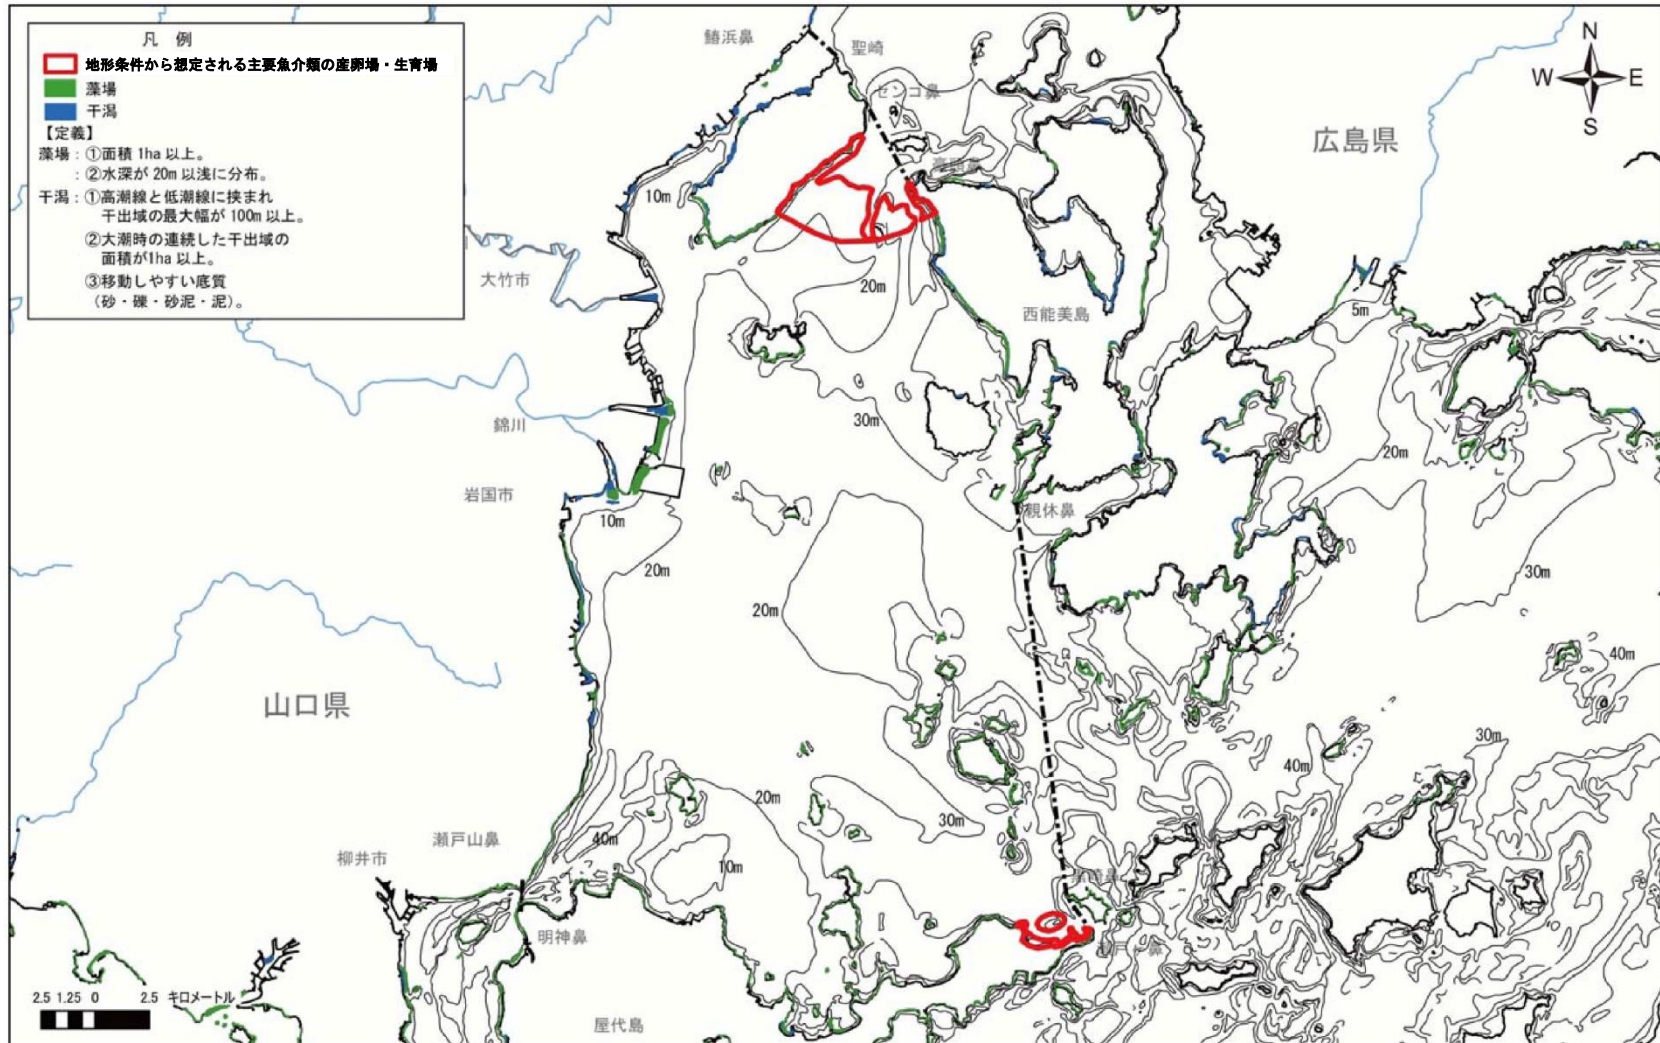 凡 例
地形条件から想定される主要魚介類の産卵場・生育場
藻場
干潟
【定義】
藻場：①面積 1ha 以上。
：②水深が 20m 以浅に分布。
干潟：①高潮線と低潮線に挟まれ
干出域の最大幅が 100m 以上。
②大潮時の連続した干出域の
面積が1ha 以上。
③移動しやすい底質
（砂・礫・砂泥・泥）。
鰆浜鼻
聖崎
センコ鼻
N
W
E
S
広島県
10m
大竹市
20m
西能美島
5m
30m
錦川
20m
岩国市
10m
親休鼻
20m
30m
20m
40m
山口県
30m
40m
20m
30m
瀬戸山鼻
40m
柳井市
10m
明神鼻
2.5 1.25 0 2.5 キロメートル
屋代島